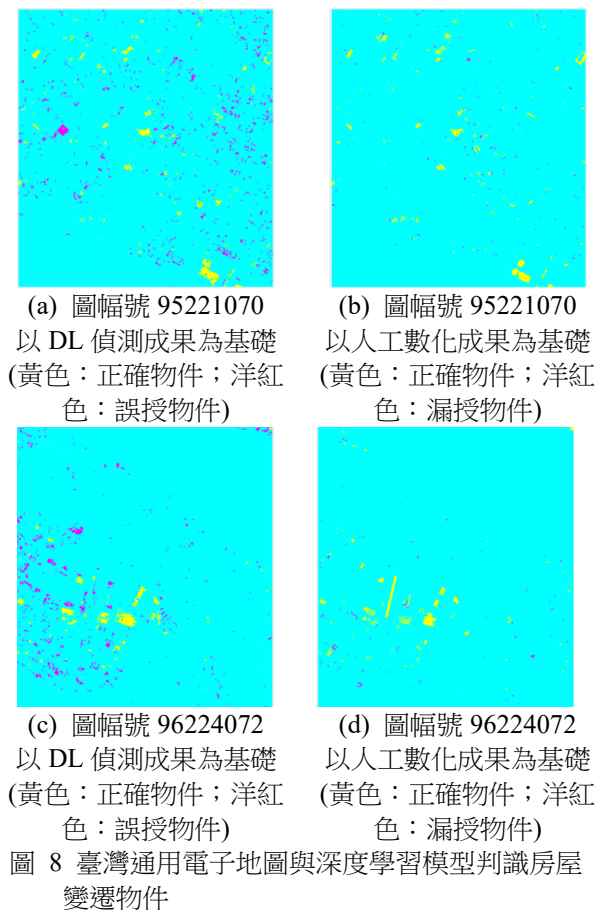 (a) 圖幅號 95221070
以 DL 偵測成果為基礎
(黃色：正確物件；洋紅
色：誤授物件)
(b) 圖幅號 95221070
以人工數化成果為基礎
(黃色：正確物件；洋紅
色：漏授物件)
(c) 圖幅號 96224072
以 DL 偵測成果為基礎
(黃色：正確物件；洋紅
色：誤授物件)
(d) 圖幅號 96224072
以人工數化成果為基礎
(黃色：正確物件；洋紅
色：漏授物件)
圖 8 臺灣通用電子地圖與深度學習模型判識房屋
變遷物件